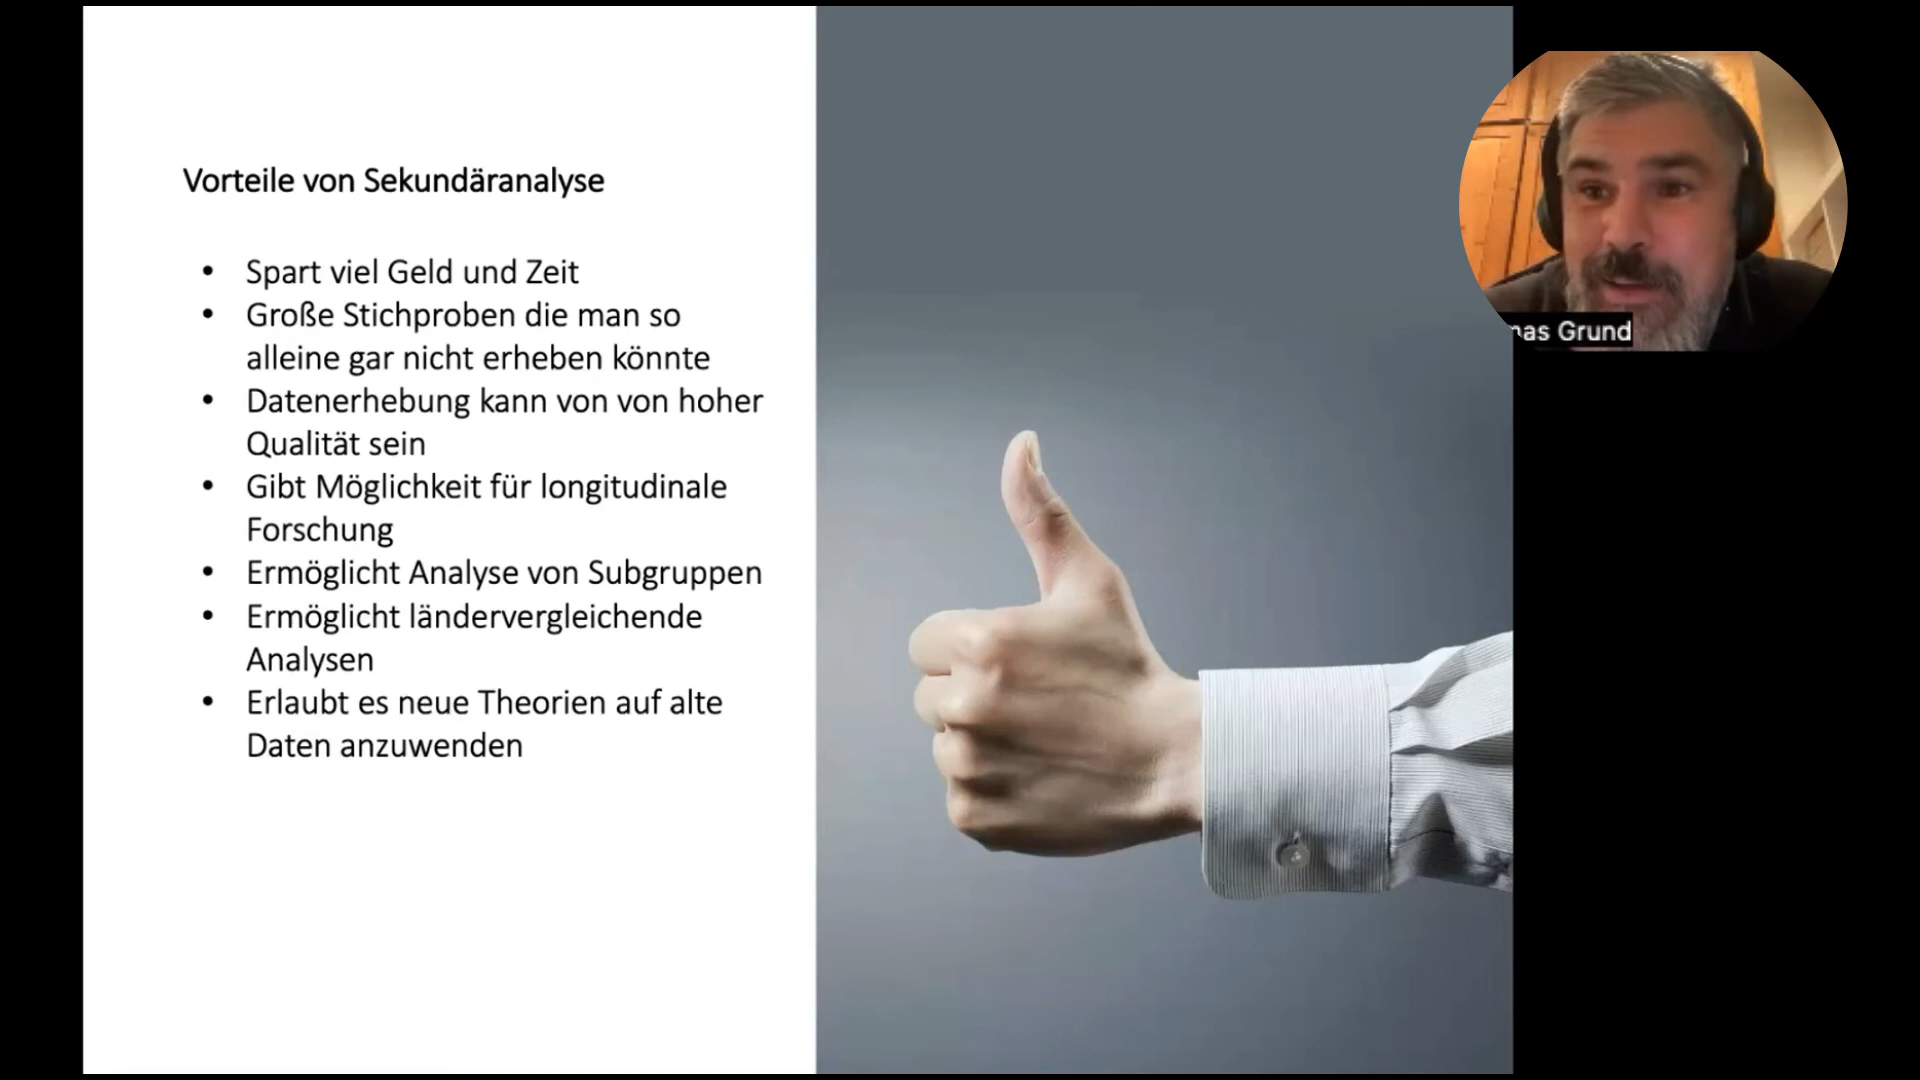 Vorteile von Sekundäranalyse
• Spart viel Geld und Zeit
• Große Stichproben die man so
alleine gar nicht erheben könnte
• Datenerhebung kann von von hoher
Qualität sein
• Gibt Möglichkeit für longitudinale
Forschung
• Ermöglicht Analyse von Subgruppen
• Ermöglicht ländervergleichende
Analysen
• Erlaubt es neue Theorien auf alte
Daten anzuwenden
Grund